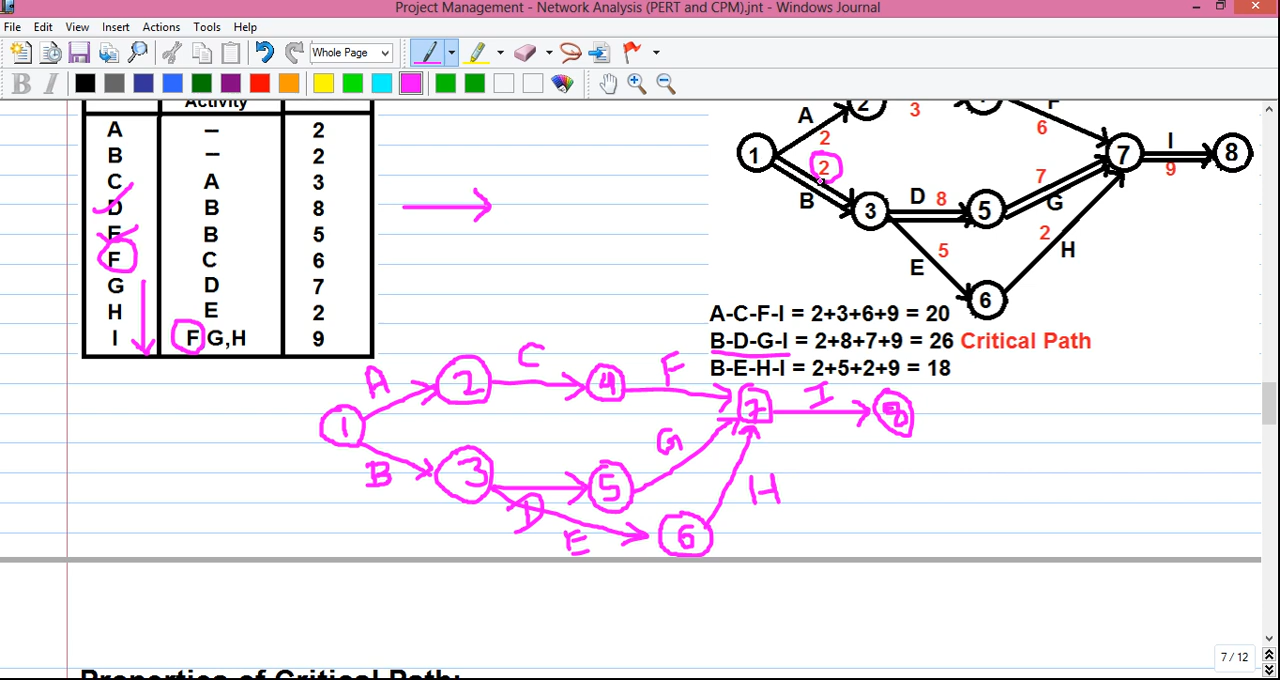 Project Management - Network Analysis (PERT and CPM).jnt - Windows Journal
File Edit View Insert Actions Tools Help
Whole Page
B I
Activity
A – 2
B – 2
C A 3
D B 8
E B 5
F C 6
G D 7
H E 2
I F G,H 9
A 2 2 3 F 6
1 2 B 3 D 8 5 7 G 7 I 9 8
E 5 6 2 H
A-C-F-I = 2+3+6+9 = 20
B-D-G-I = 2+8+7+9 = 26 Critical Path
B-E-H-I = 2+5+2+9 = 18
1 A 2 C 4 F 7 I 8
B 3 D 5 G
E 6 H
7 / 12
Properties of Critical Path: